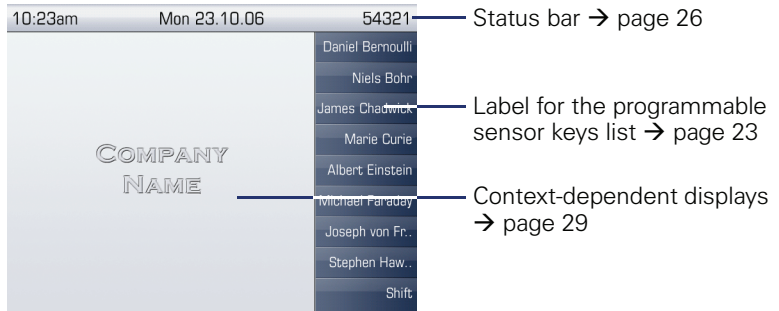 10:23am Mon 23.10.06 54321
Status bar → page 26
Daniel Bernoulli
Niels Bohr
James Chadwick
Marie Curie
Albert Einstein
Michael Faraday
Joseph von Fr..
Stephen Haw..
Shift
COMPANY
NAME
Label for the programmable
sensor keys list → page 23
Context-dependent displays
→ page 29